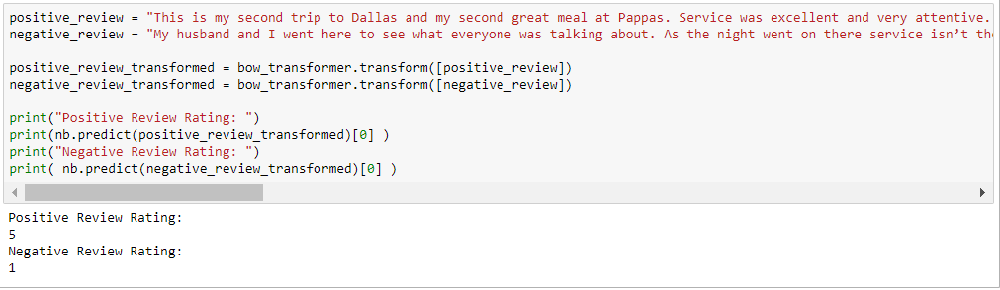 positive_review = "This is my second trip to Dallas and my second great meal at Pappas. Service was excellent and very attentive.
negative_review = "My husband and I went here to see what everyone was talking about. As the night went on there service isn’t
positive_review_transformed = bow_transformer.transform([positive_review])
negative_review_transformed = bow_transformer.transform([negative_review])
print("Positive Review Rating: ")
print(nb.predict(positive_review_transformed)[0] )
print("Negative Review Rating: ")
print( nb.predict(negative_review_transformed)[0] )
Positive Review Rating:
5
Negative Review Rating:
1